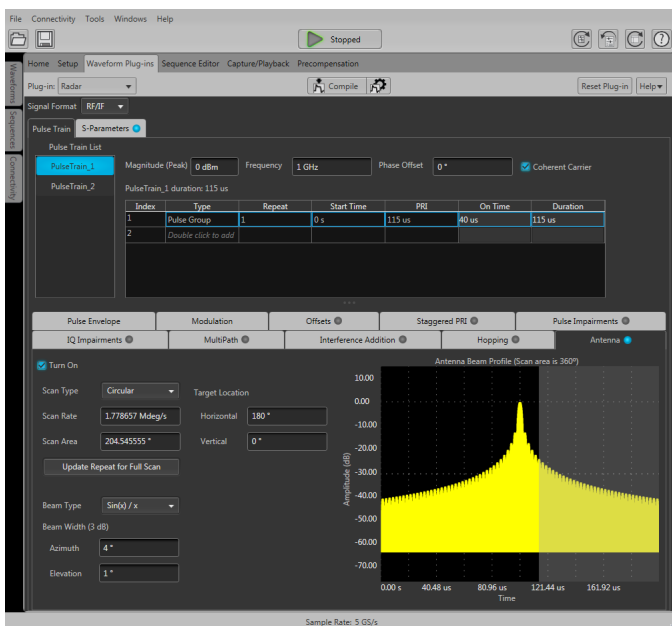 File Connectivity Tools Windows Help
Stopped
Waveforms
Sequences
Connectivity
Home Setup Waveform Plug-ins Sequence Editor Capture/Playback Precompensation
Plug-in: Radar Compile Reset Plug-in Help
Signal Format RF/IF
Pulse Train S-Parameters
Pulse Train List
PulseTrain_1
PulseTrain_2
Magnitude (Peak) 0 dBm Frequency 1 GHz Phase Offset 0 ° Coherent Carrier
PulseTrain_1 duration: 115 us
Index Type Repeat Start Time PRI On Time Duration
1 Pulse Group 1 0 s 115 us 40 us 115 us
2 Double click to add
Pulse Envelope Modulation Offsets Staggered PRI Pulse Impairments
IQ Impairments MultiPath Interference Addition Hopping Antenna
Turn On
Scan Type Circular Target Location
Scan Rate 1.778657 Mdeg/s Horizontal 180 °
Scan Area 204.545555 ° Vertical 0 °
Update Repeat for Full Scan
Beam Type Sin(x) / x
Beam Width (3 dB)
Azimuth 4 °
Elevation 1 °
Antenna Beam Profile (Scan area is 360º)
Amplitude (dB)
10.00
0.00
-10.00
-20.00
-30.00
-40.00
-50.00
-60.00
-70.00
0.00 s 40.48 us 80.96 us 121.44 us 161.92 us
Time
Sample Rate: 5 GS/s